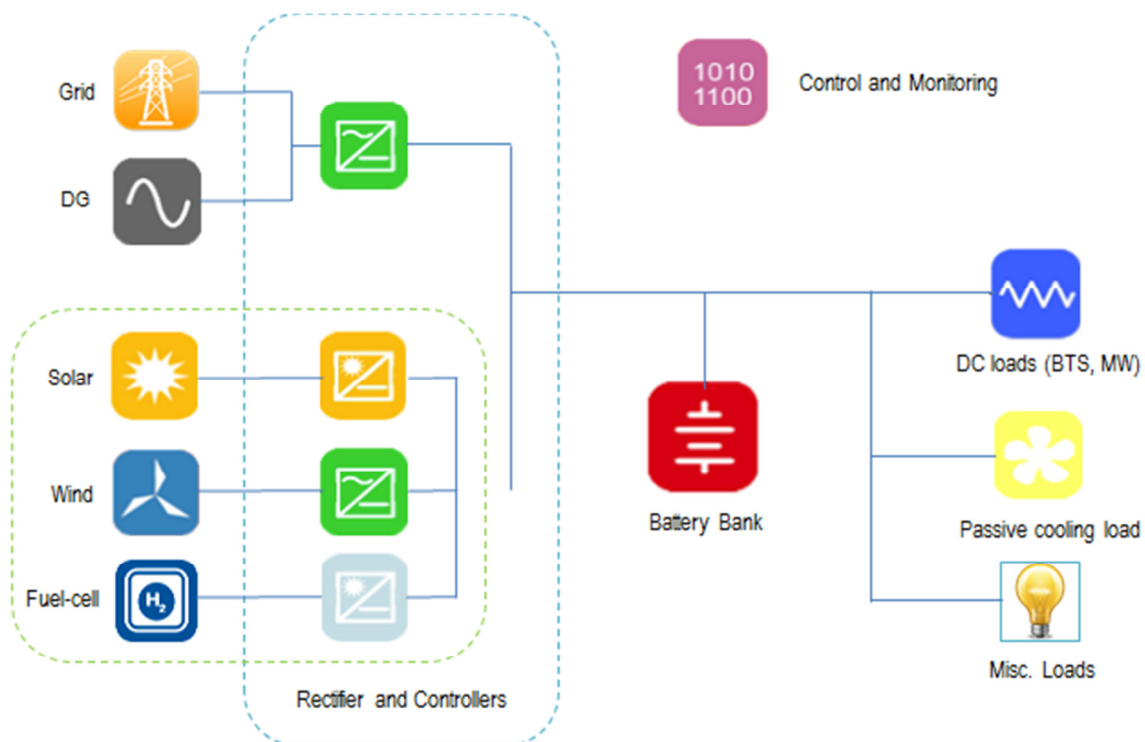 Grid
DG
1010
1100
Control and Monitoring
Solar
Wind
Fuel-cell
H2
Rectifier and Controllers
Battery Bank
DC loads (BTS, MW)
Passive cooling load
Misc. Loads